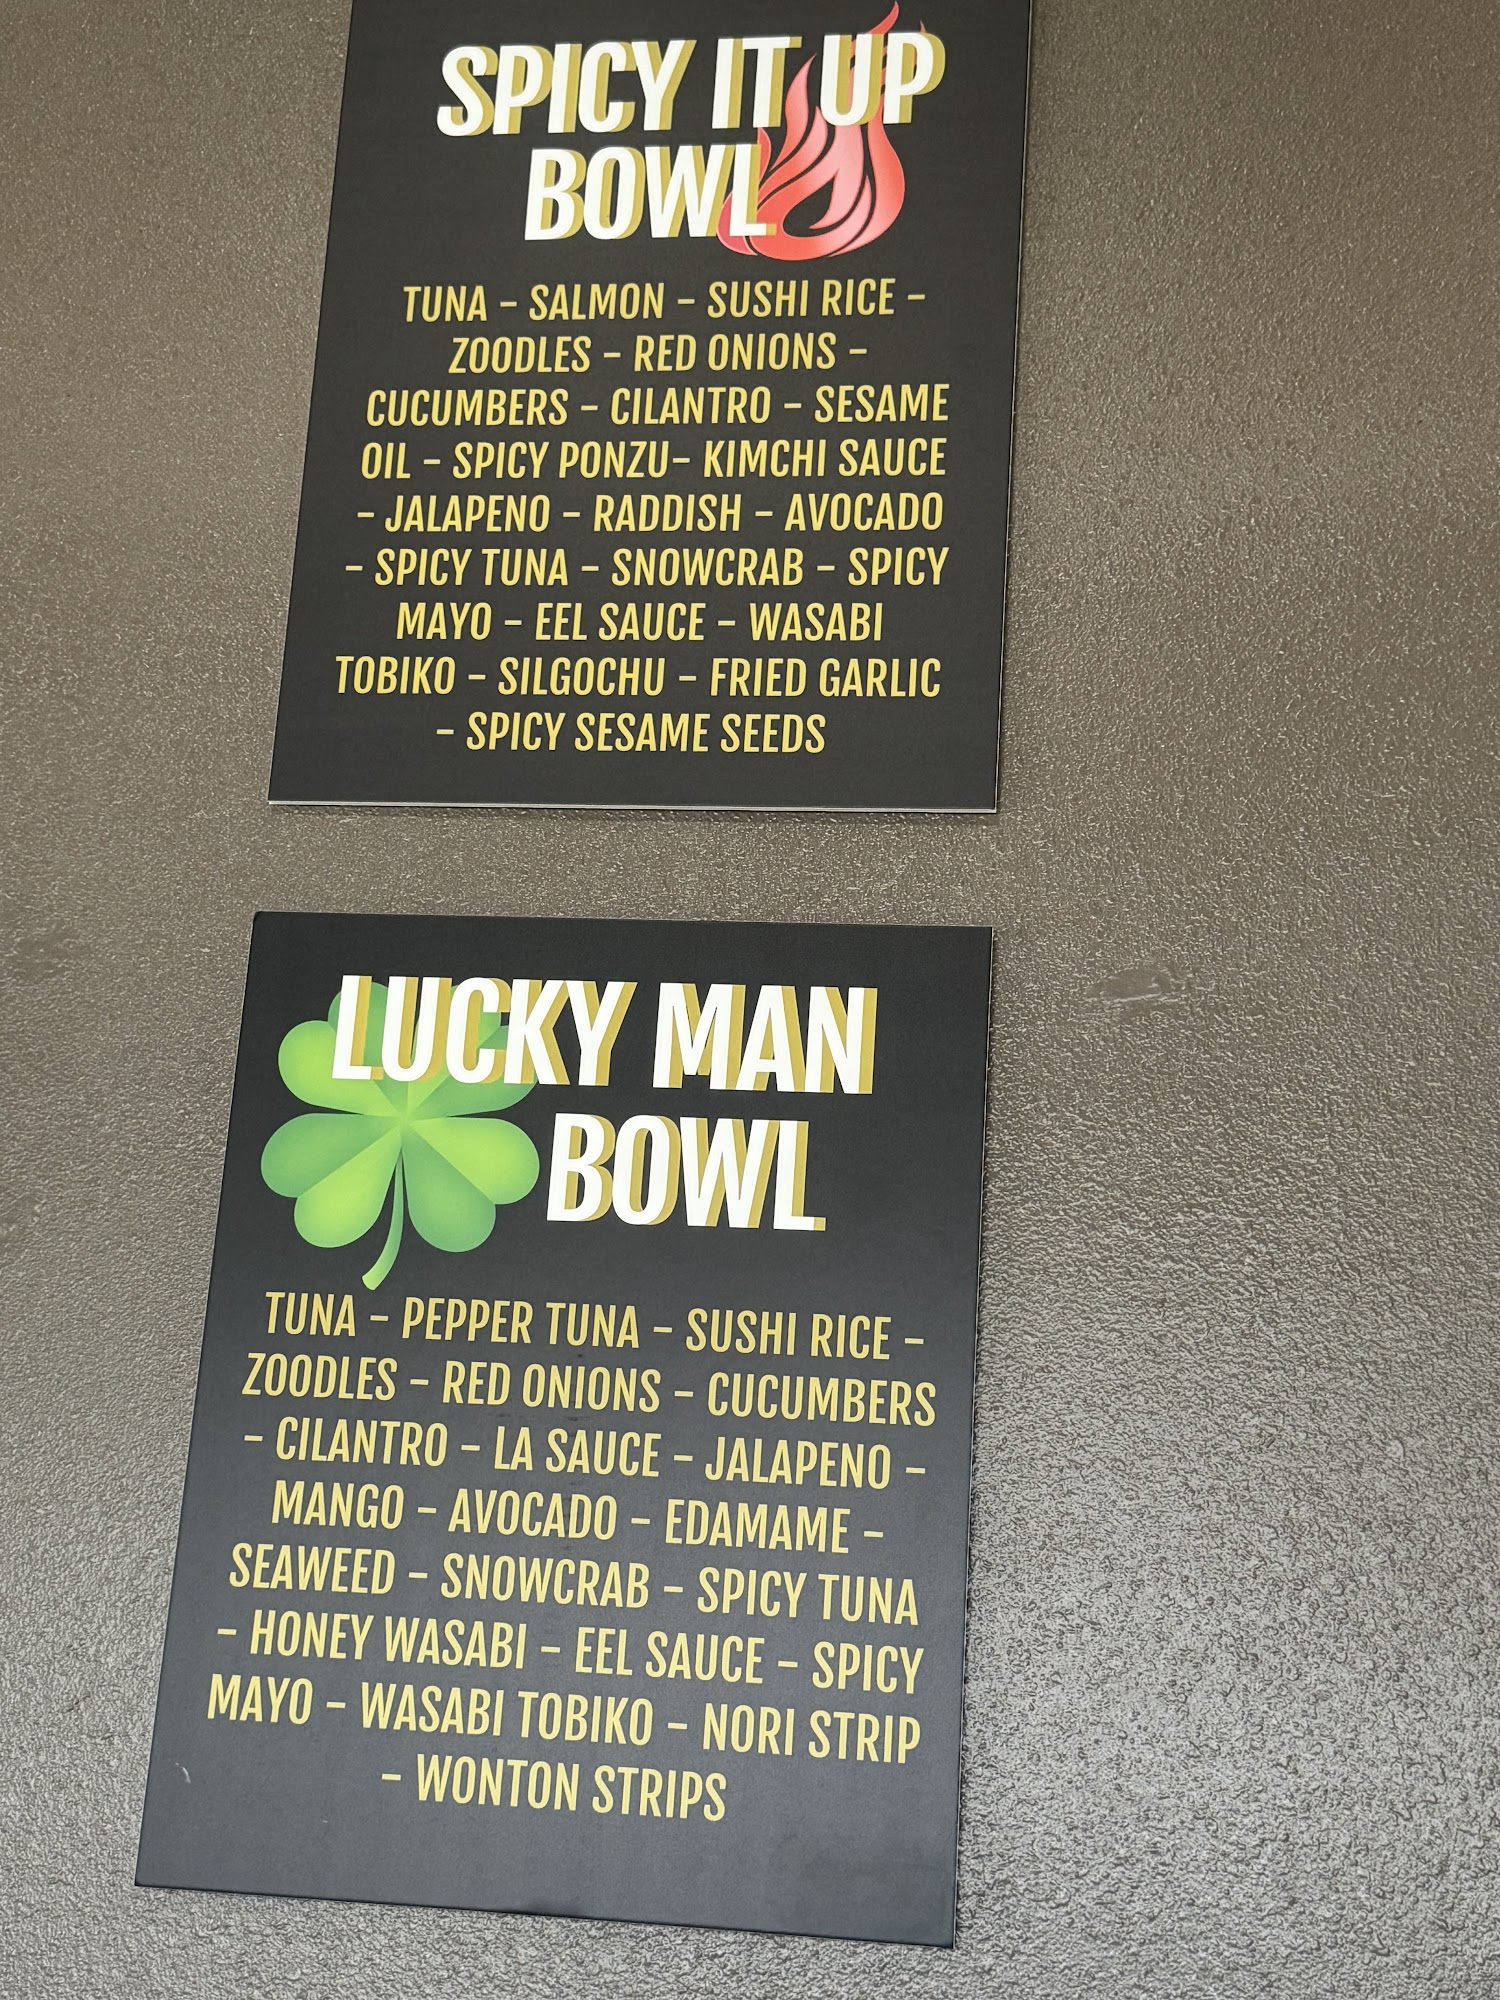 SPICY IT UP
BOWL
TUNA - SALMON - SUSHI RICE -
ZOODLES - RED ONIONS -
CUCUMBERS - CILANTRO - SESAME
OIL - SPICY PONZU- KIMCHI SAUCE
- JALAPENO - RADDISH - AVOCADO
- SPICY TUNA - SNOWCRAB - SPICY
MAYO - EEL SAUCE - WASABI
TOBIKO - SILGOCHU - FRIED GARLIC
- SPICY SESAME SEEDS
LUCKY MAN
BOWL
TUNA - PEPPER TUNA - SUSHI RICE -
ZOODLES - RED ONIONS - CUCUMBERS
- CILANTRO - LA SAUCE - JALAPENO -
MANGO - AVOCADO - EDAMAME -
SEAWEED - SNOWCRAB - SPICY TUNA
- HONEY WASABI - EEL SAUCE - SPICY
MAYO - WASABI TOBIKO - NORI STRIP
- WONTON STRIPS